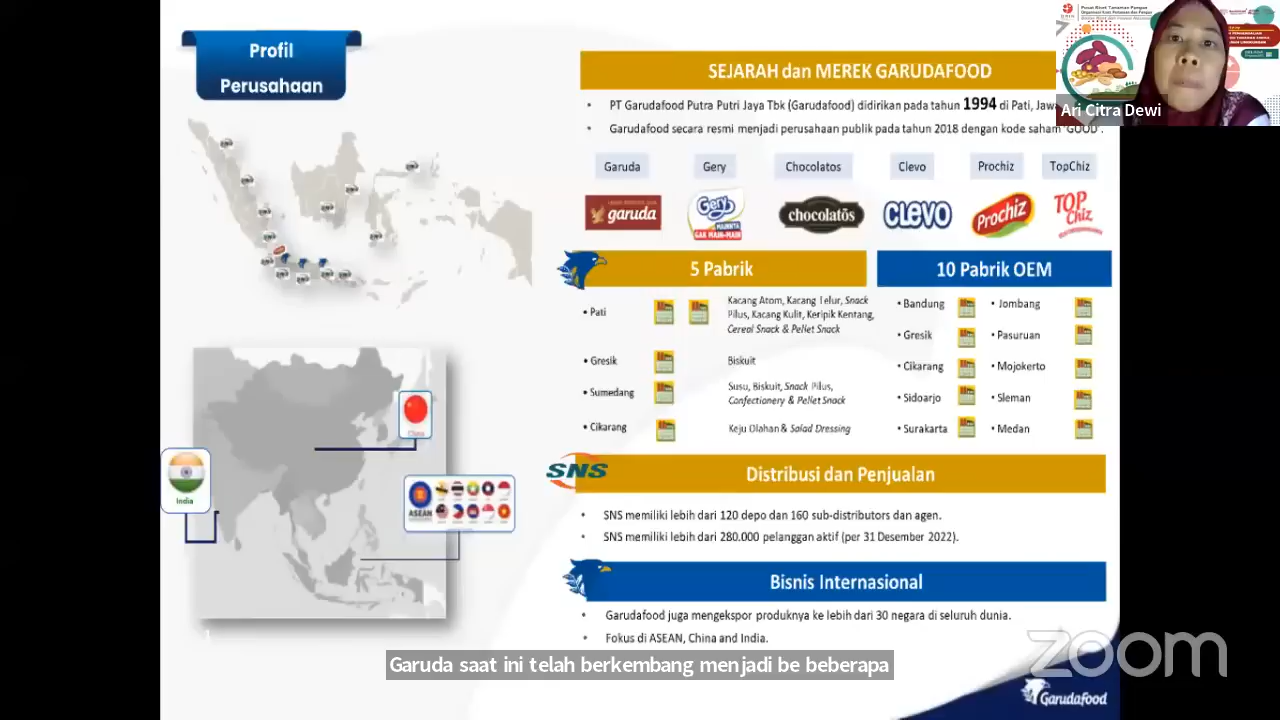 Profil
Perusahaan
SEJARAH dan MEREK GARUDAFOOD
• PT Garudafood Putra Putri Jaya Tbk (Garudafood) didirikan pada tahun 1994 di Pati, Jawa
• Garudafood secara resmi menjadi perusahaan publik pada tahun 2018 dengan kode saham 'GOOD'.
Ari Citra Dewi
Garuda Gery Chocolatos Clevo Prochiz TopChiz
garuda Gery chocolatōs CLEVO Prochiz TOP Chiz
GAK MAIN-MAIN
5 Pabrik
• Pati Kacang Atom, Kacang Telur, Snack
Pilus, Kacang Kulit, Keripik Kentang,
Cereal Snack & Pellet Snack
• Gresik Biskuit
• Sumedang Susu, Biskuit, Snack Pilus,
Confectionery & Pellet Snack
• Cikarang Keju Olahan & Salad Dressing
10 Pabrik OEM
• Bandung • Jombang
• Gresik • Pasuruan
• Cikarang • Mojokerto
• Sidoarjo • Sleman
• Surakarta • Medan
China
India
ASEAN
SNS
Distribusi dan Penjualan
• SNS memiliki lebih dari 120 depo dan 160 sub-distributors dan agen.
• SNS memiliki lebih dari 280.000 pelanggan aktif (per 31 Desember 2022).
Bisnis Internasional
• Garudafood juga mengekspor produknya ke lebih dari 30 negara di seluruh dunia.
• Fokus di ASEAN, China and India.
Garuda saat ini telah berkembang menjadi be beberapa
zoom
Garudafood